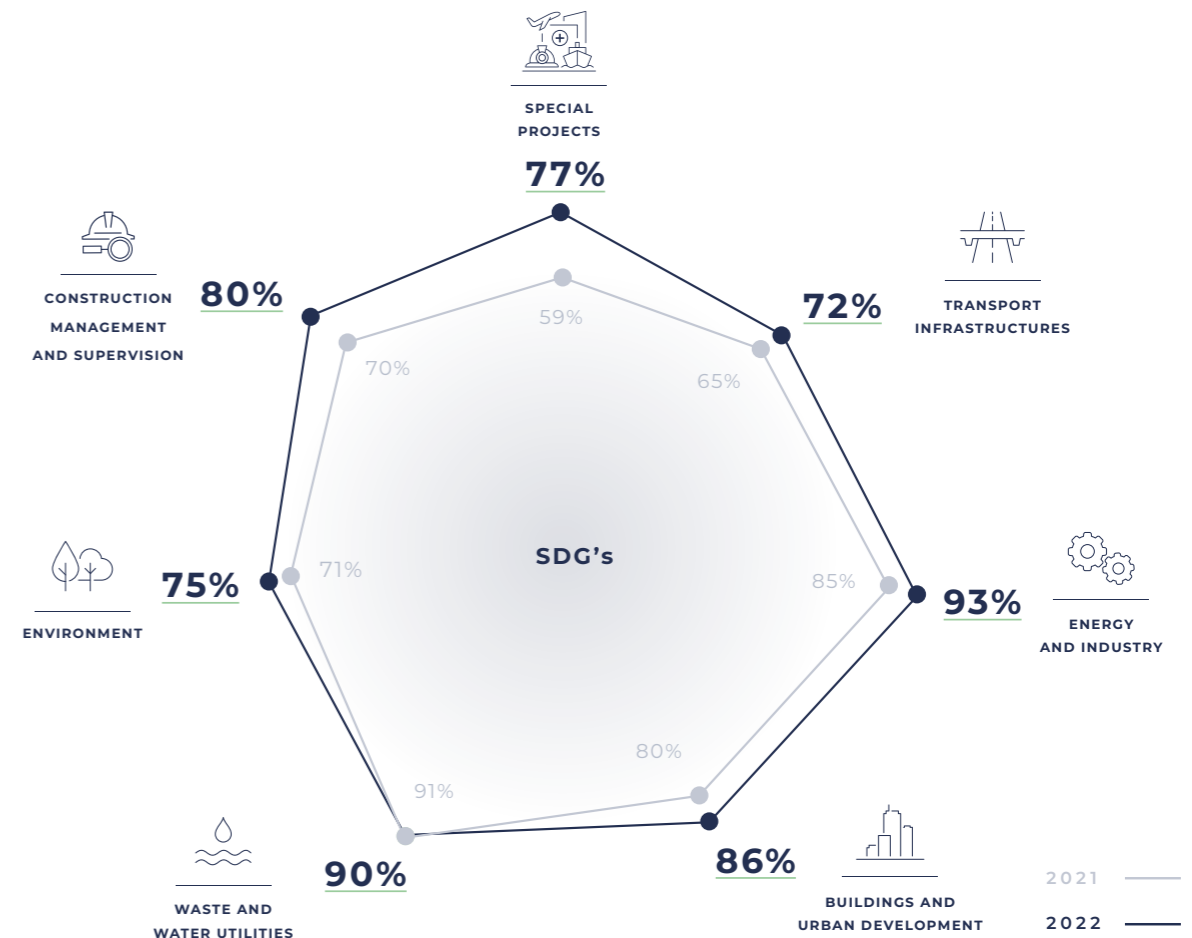 SPECIAL
PROJECTS
77%
59%
CONSTRUCTION
MANAGEMENT
AND SUPERVISION
80%
70%
72%
65%
TRANSPORT
INFRASTRUCTURES
SDG’s
ENVIRONMENT
75%
71%
85%
93%
ENERGY
AND INDUSTRY
WASTE AND
WATER UTILITIES
90%
91%
80%
86%
BUILDINGS AND
URBAN DEVELOPMENT
2021
2022